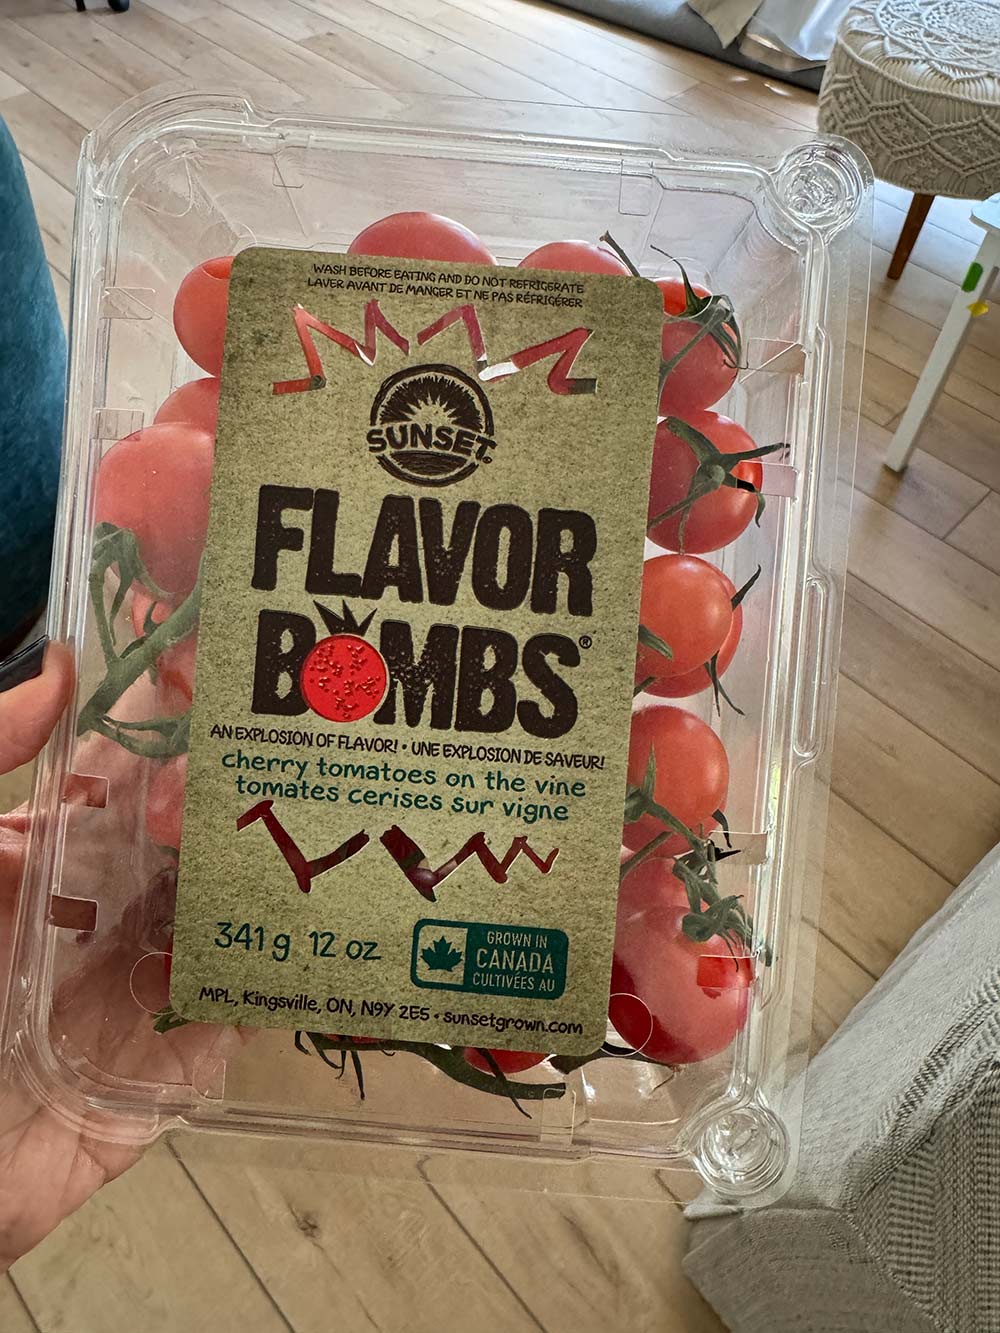 WASH BEFORE EATING AND DO NOT REFRIGERATE
LAVER AVANT DE MANGER ET NE PAS RÉFRIGÉRER
SUNSET®
FLAVOR
BOMBS®
AN EXPLOSION OF FLAVOR! • UNE EXPLOSION DE SAVEUR!
cherry tomatoes on the vine
tomates cerises sur vigne
341 g 12 oz
GROWN IN
CANADA
CULTIVÉES AU
MPL, Kingsville, ON, N9Y 2E5 • sunsetgrown.com